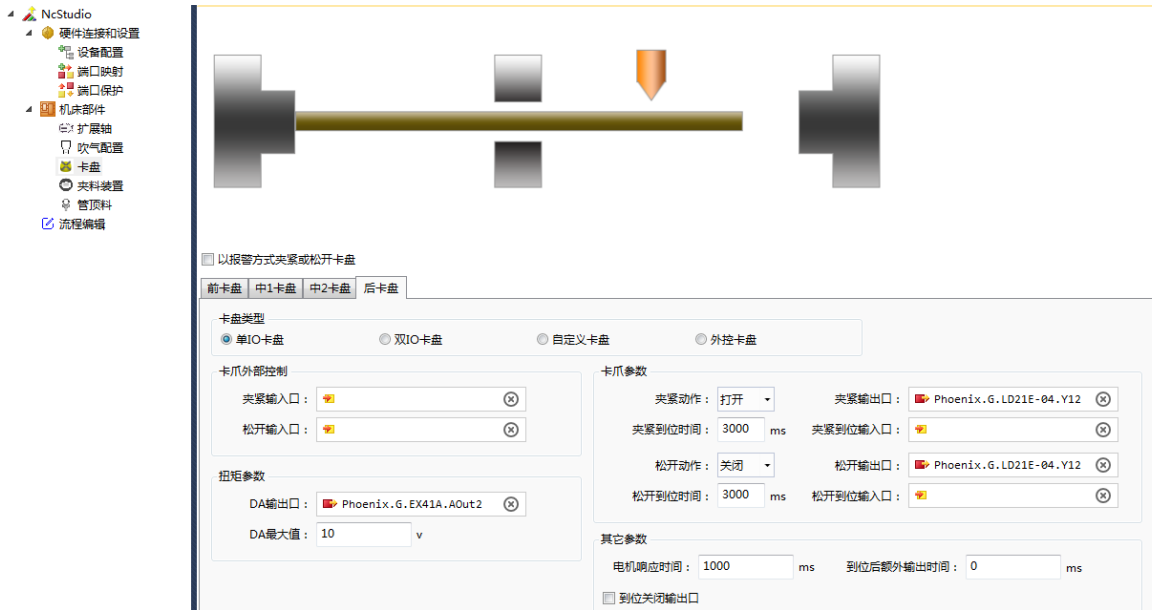 NcStudio
硬件连接和设置
设备配置
端口映射
端口保护
机床部件
扩展轴
吹气配置
卡盘
夹料装置
管顶料
流程编辑
以报警方式夹紧或松开卡盘
前卡盘 中1卡盘 中2卡盘 后卡盘
卡盘类型
单IO卡盘 双IO卡盘 自定义卡盘 外控卡盘
卡爪外部控制
夹紧输入口：
松开输入口：
扭矩参数
DA输出口： Phoenix.G.EX41A.AOut2
DA最大值： 10 v
卡爪参数
夹紧动作： 打开 夹紧输出口： Phoenix.G.LD21E-04.Y12
夹紧到位时间： 3000 ms 夹紧到位输入口：
松开动作： 关闭 松开输出口： Phoenix.G.LD21E-04.Y12
松开到位时间： 3000 ms 松开到位输入口：
其它参数
电机响应时间： 1000 ms 到位后额外输出时间： 0 ms
到位关闭输出口